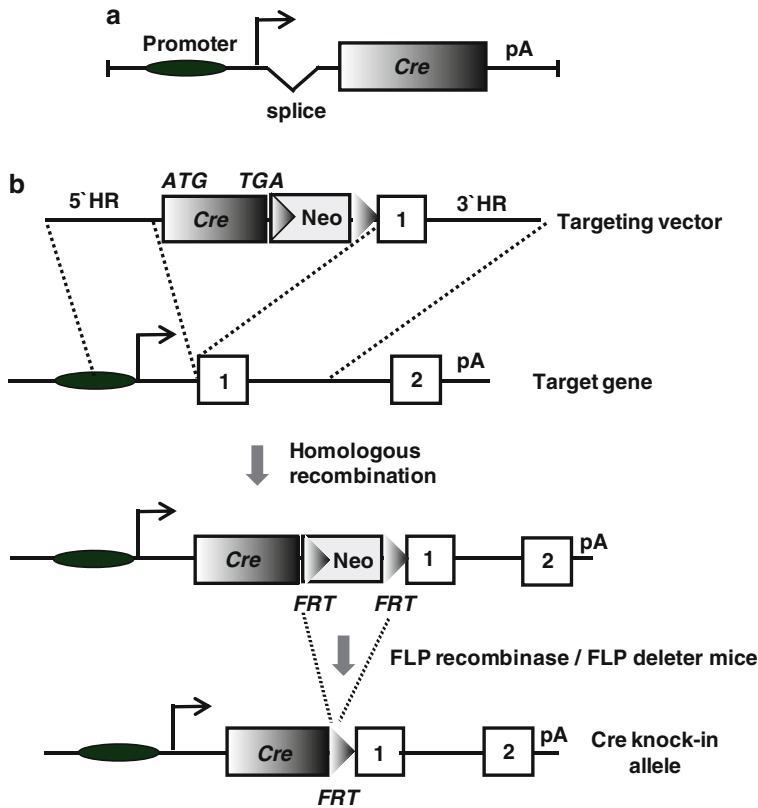 a
Promoter
Cre
pA
splice
b
5`HR
ATG
TGA
Cre
Neo
1
3`HR
Targeting vector
1
2
pA
Target gene
Homologous
recombination
Cre
Neo
1
2
pA
FRT
FRT
FLP recombinase / FLP deleter mice
Cre
1
2
pA
Cre knock-in
allele
FRT